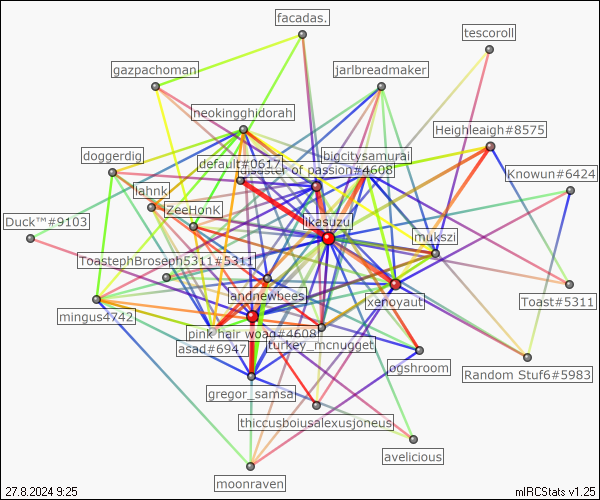 facadas.
tescoroll
gazpachoman
jarlbreadmaker
neokingghidorah
Heighleaigh#8575
doggerdig
default#0617
bigcitysamurai
disaster of passion#4608
Knowun#6424
lahnk
ZeeHonK
ikasuzu
Duck™#9103
mukszi
ToastephBroseph5311#5311
andnewbees
xenoyaut
Toast#5311
mingus4742
pink hair woag#4608
turkey_mcnugget
asad#6947
ogshroom
Random Stuf6#5983
gregor_samsa
thiccusboiusalexusjoneus
avelicious
moonraven
27.8.2024 9:25
mIRCStats v1.25